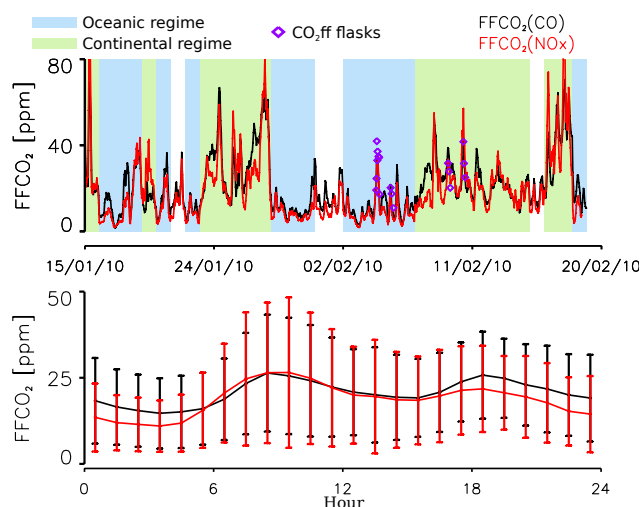 Oceanic regime
Continental regime
CO₂ff flasks
FFCO₂(CO)
FFCO₂(NOx)
80
40
0
FFCO₂ [ppm]
15/01/10 24/01/10 02/02/10 11/02/10 20/02/10
50
25
0
FFCO₂ [ppm]
0 6 12 18 24
Hour